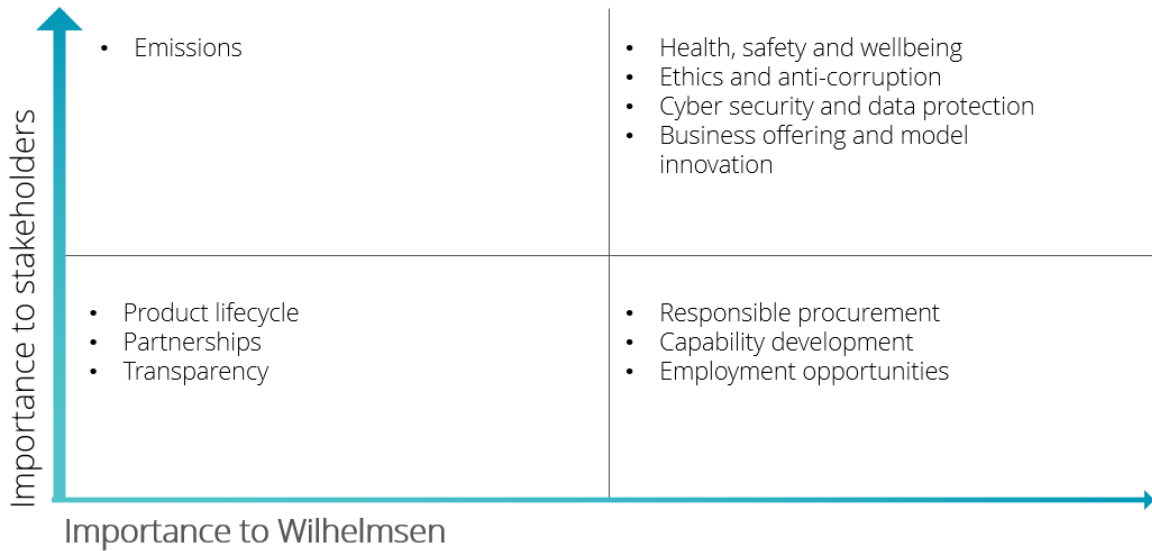 Importance to stakeholders
• Emissions
• Health, safety and wellbeing
• Ethics and anti-corruption
• Cyber security and data protection
• Business offering and model
innovation
• Product lifecycle
• Partnerships
• Transparency
• Responsible procurement
• Capability development
• Employment opportunities
Importance to Wilhelmsen